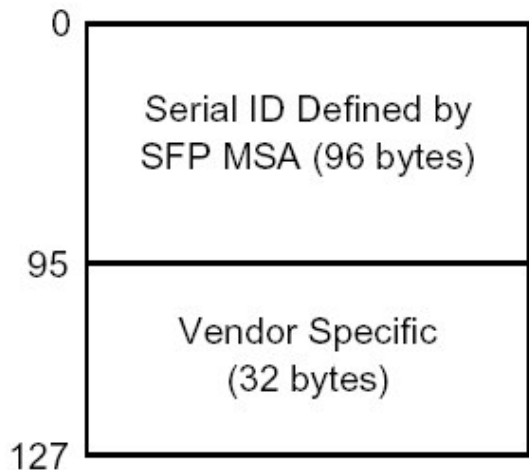 0
Serial ID Defined by
SFP MSA (96 bytes)
95
Vendor Specific
(32 bytes)
127